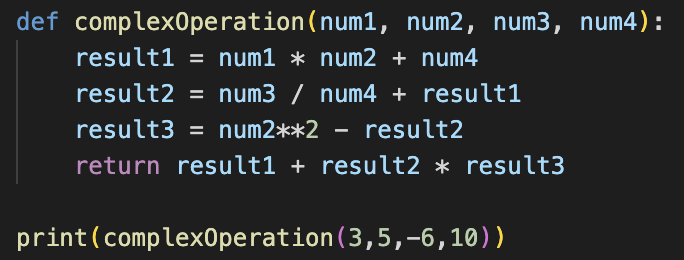 def complexOperation(num1, num2, num3, num4):
    result1 = num1 * num2 + num4
    result2 = num3 / num4 + result1
    result3 = num2**2 - result2
    return result1 + result2 * result3

print(complexOperation(3,5,-6,10))